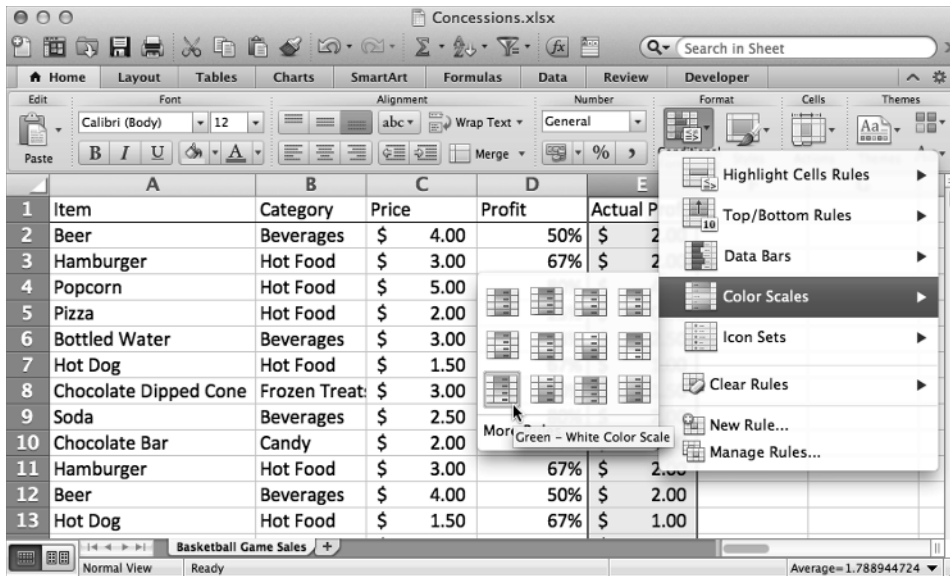 Concessions.xlsx
Search in Sheet
Home Layout Tables Charts SmartArt Formulas Data Review Developer
Edit Font Alignment Number Format Cells Themes
Calibri (Body) 12 abc Wrap Text General Aa
Paste B I U A Merge % ,
A B C D E
1 Item Category Price Profit Actual P
2 Beer Beverages $ 4.00 50% $ 2
3 Hamburger Hot Food $ 3.00 67% $ 2
4 Popcorn Hot Food $ 5.00
5 Pizza Hot Food $ 2.00
6 Bottled Water Beverages $ 3.00
7 Hot Dog Hot Food $ 1.50
8 Chocolate Dipped Cone Frozen Treats $ 3.00
9 Soda Beverages $ 2.50
10 Chocolate Bar Candy $ 2.00
11 Hamburger Hot Food $ 3.00 67% $ 2.00
12 Beer Beverages $ 4.00 50% $ 2.00
13 Hot Dog Hot Food $ 1.50 67% $ 1.00
Highlight Cells Rules
10 Top/Bottom Rules
Data Bars
Color Scales
Icon Sets
Clear Rules
New Rule...
Manage Rules...
Green – White Color Scale
Basketball Game Sales +
Normal View Ready Average=1.788944724